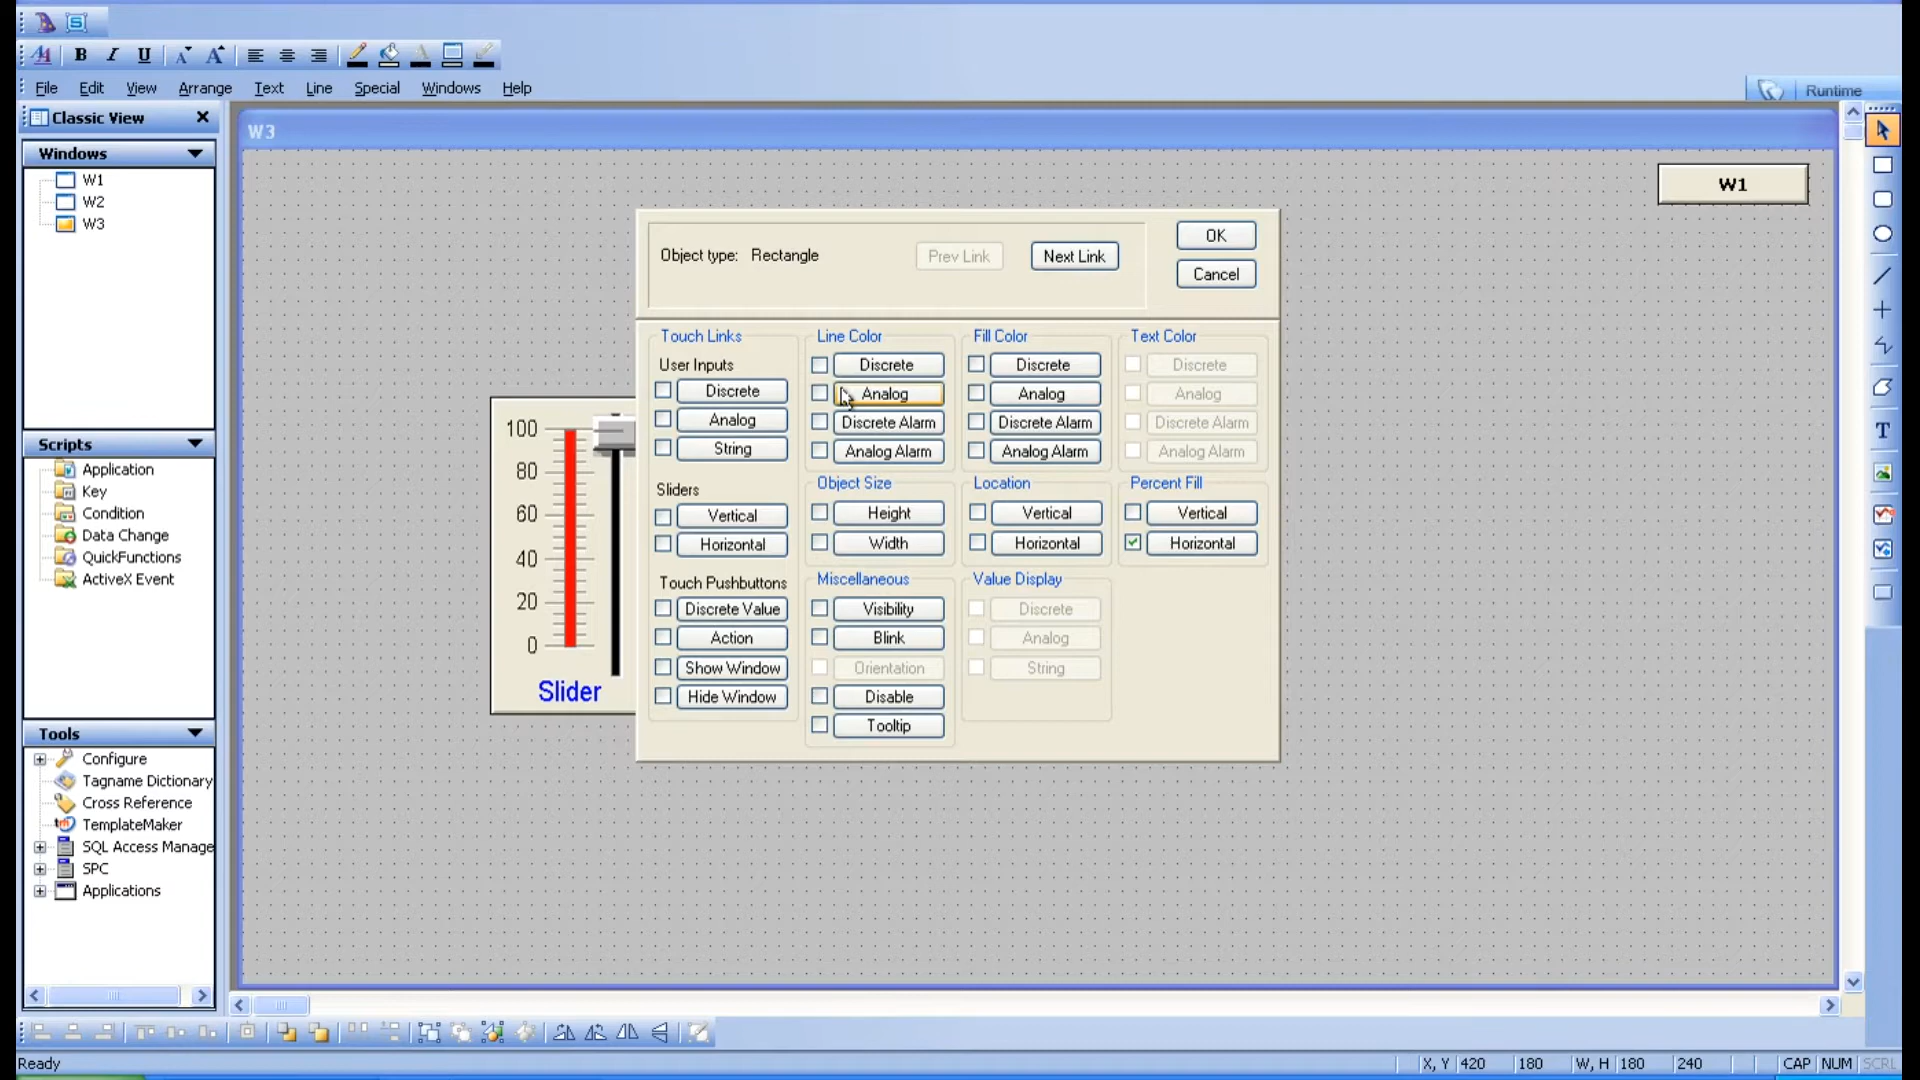 B I U A A A
File Edit View Arrange Text Line Special Windows Help
Runtime
Classic View
Windows
W1
W2
W3
Scripts
Application
Key
Condition
Data Change
QuickFunctions
ActiveX Event
Tools
Configure
Tagname Dictionary
Cross Reference
TemplateMaker
SQL Access Manage
SPC
Applications
W3
W1
100
80
60
40
20
0
Slider
Object type: Rectangle
Prev Link
Next Link
OK
Cancel
Touch Links
User Inputs
Discrete
Analog
String
Sliders
Vertical
Horizontal
Touch Pushbuttons
Discrete Value
Action
Show Window
Hide Window
Line Color
Discrete
Analog
Discrete Alarm
Analog Alarm
Object Size
Height
Width
Miscellaneous
Visibility
Blink
Orientation
Disable
Tooltip
Fill Color
Discrete
Analog
Discrete Alarm
Analog Alarm
Location
Vertical
Horizontal
Value Display
Discrete
Analog
String
Text Color
Discrete
Analog
Discrete Alarm
Analog Alarm
Percent Fill
Vertical
Horizontal
T
Ready
X, Y 420 180 W, H 180 240 CAP NUM SCRL